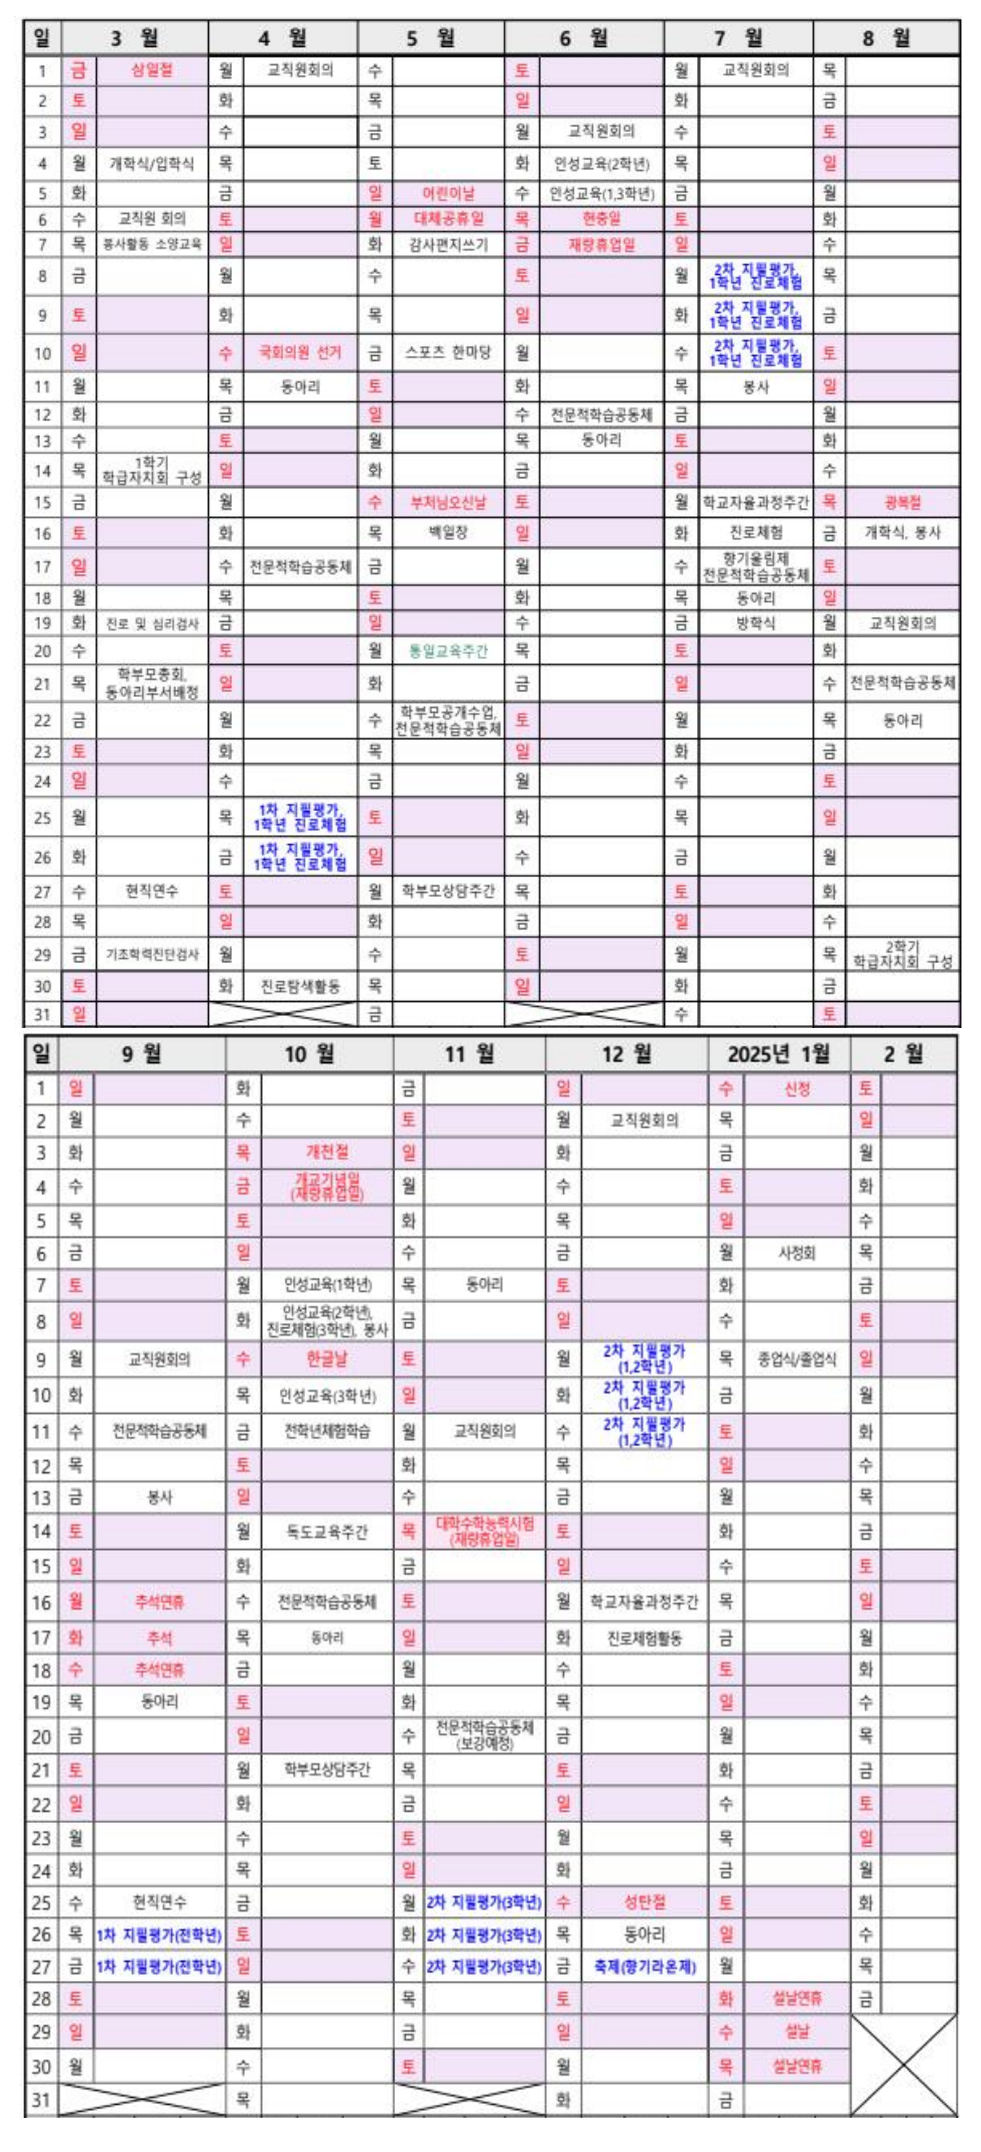 일 3 월 4 월 5 월 6 월 7 월 8 월
1 금 삼일절 월 교직원회의 수 토 월 교직원회의 목
2 토 화 목 일 화 금
3 일 수 금 월 교직원회의 수 토
4 월 개학식/입학식 목 토 화 인성교육(2학년) 목 일
5 화 금 일 어린이날 수 인성교육(1,3학년) 금 월
6 수 교직원 회의 토 월 대체공휴일 목 현충일 토 화
7 목 봉사활동 소양교육 일 화 감사편지쓰기 금 재량휴업일 일 수
8 금 월 수 토 월 2차 지필평가, 목
1학년 진로체험
9 토 화 목 일 화 2차 지필평가, 금
1학년 진로체험
10 일 수 국회의원 선거 금 스포츠 한마당 월 수 2차 지필평가, 토
1학년 진로체험
11 월 목 동아리 토 화 목 봉사 일
12 화 금 일 수 전문적학습공동체 금 월
13 수 토 월 목 동아리 토 화
14 목 1학기 일 화 금 일 수
학급자치회 구성
15 금 월 수 부처님오신날 토 월 학교자율과정주간 목 광복절
16 토 화 목 백일장 일 화 진로체험 금 개학식, 봉사
17 일 수 전문적학습공동체 금 월 수 향기울림제 토
전문적학습공동체
18 월 목 토 화 목 동아리 일
19 화 진로 및 심리검사 금 일 수 금 방학식 월 교직원회의
20 수 토 월 통일교육주간 목 토 화
21 목 학부모총회, 일 화 금 일 수 전문적학습공동체
동아리부서배정
22 금 월 수 학부모공개수업, 토 월 목 동아리
전문적학습공동체
23 토 화 목 일 화 금
24 일 수 금 월 수 토
25 월 목 1차 지필평가, 토 화 목 일
1학년 진로체험
26 화 금 1차 지필평가, 일 수 금 월
1학년 진로체험
27 수 현직연수 토 월 학부모상담주간 목 토 화
28 목 일 화 금 일 수
29 금 기초학력진단검사 월 수 토 월 목 2학기
학급자치회 구성
30 토 화 진로탐색활동 목 일 화 금
31 일 금 수 토
일 9 월 10 월 11 월 12 월 2025년 1월 2 월
1 일 화 금 일 수 신정 토
2 월 수 토 월 교직원회의 목 일
3 화 목 개천절 일 화 금 월
4 수 금 개교기념일 월 수 토 화
(재량휴업일)
5 목 토 화 목 일 수
6 금 일 수 금 월 사정회 목
7 토 월 인성교육(1학년) 목 동아리 토 화 금
8 일 화 인성교육(2학년), 금 일 수 토
진로체험(3학년), 봉사
9 월 교직원회의 수 한글날 토 월 2차 지필평가 목 종업식/졸업식 일
(1,2학년)
10 화 목 인성교육(3학년) 일 화 2차 지필평가 금 월
(1,2학년)
11 수 전문적학습공동체 금 전학년체험학습 월 교직원회의 수 2차 지필평가 토 화
(1,2학년)
12 목 토 화 목 일 수
13 금 봉사 일 수 금 월 목
14 토 월 독도교육주간 목 대학수학능력시험 토 화 금
(재량휴업일)
15 일 화 금 일 수 토
16 월 추석연휴 수 전문적학습공동체 토 월 학교자율과정주간 목 일
17 화 추석 목 동아리 일 화 진로체험활동 금 월
18 수 추석연휴 금 월 수 토 화
19 목 동아리 토 화 목 일 수
20 금 일 수 전문적학습공동체 금 월 목
(보강예정)
21 토 월 학부모상담주간 목 토 화 금
22 일 화 금 일 수 토
23 월 수 토 월 목 일
24 화 목 일 화 금 월
25 수 현직연수 금 월 2차 지필평가(3학년) 수 성탄절 토 화
26 목 1차 지필평가(전학년) 토 화 2차 지필평가(3학년) 목 동아리 일 수
27 금 1차 지필평가(전학년) 일 수 2차 지필평가(3학년) 금 축제(향기라온제) 월 목
28 토 월 목 토 화 설날연휴 금
29 일 화 금 일 수 설날
30 월 수 토 월 목 설날연휴
31 목 화 금